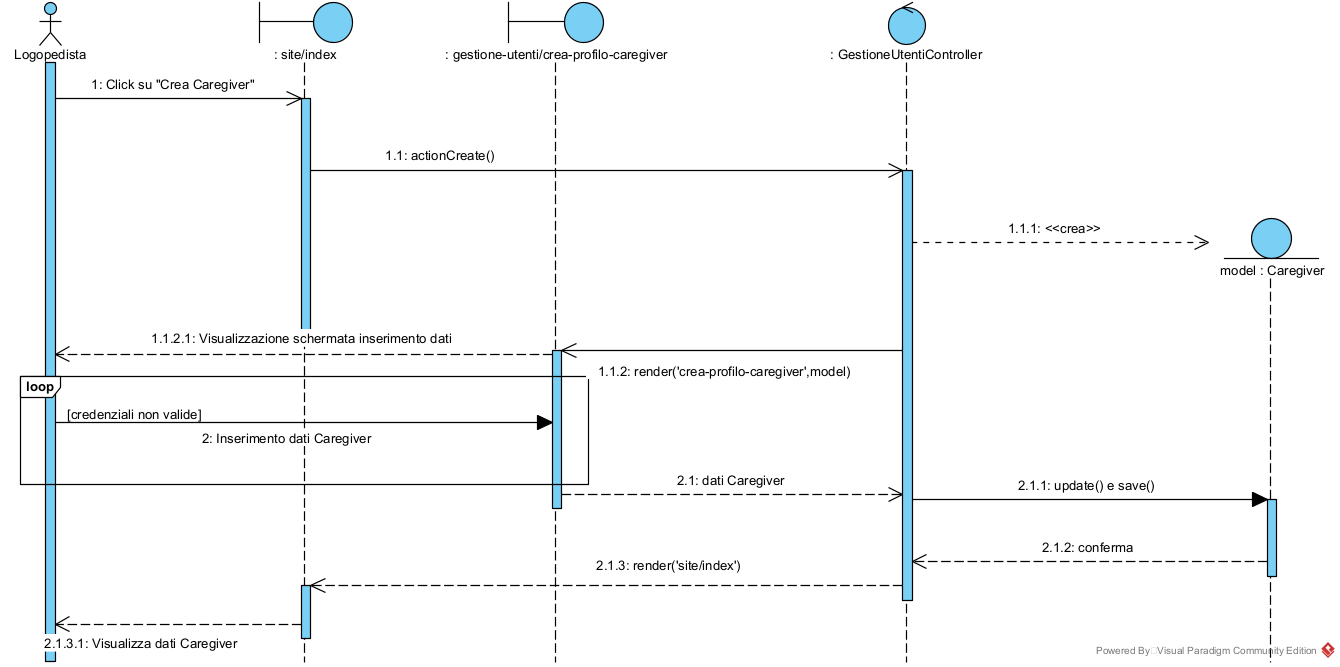 Logopedista
: site/index
: gestione-utenti/crea-profilo-caregiver
: GestioneUtentiController
1: Click su "Crea Caregiver"
1.1: actionCreate()
1.1.1: <<crea>>
model : Caregiver
1.1.2.1: Visualizzazione schermata inserimento dati
1.1.2: render('crea-profilo-caregiver',model)
loop
[credenziali non valide]
2: Inserimento dati Caregiver
2.1: dati Caregiver
2.1.1: update() e save()
2.1.2: conferma
2.1.3: render('site/index')
2.1.3.1: Visualizza dati Caregiver
Powered By Visual Paradigm Community Edition